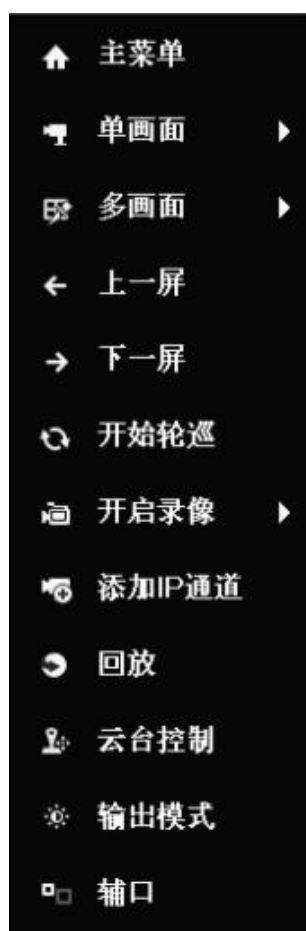 主菜单
单画面
多画面
上一屏
下一屏
开始轮巡
开启录像
添加IP通道
回放
云台控制
输出模式
辅口